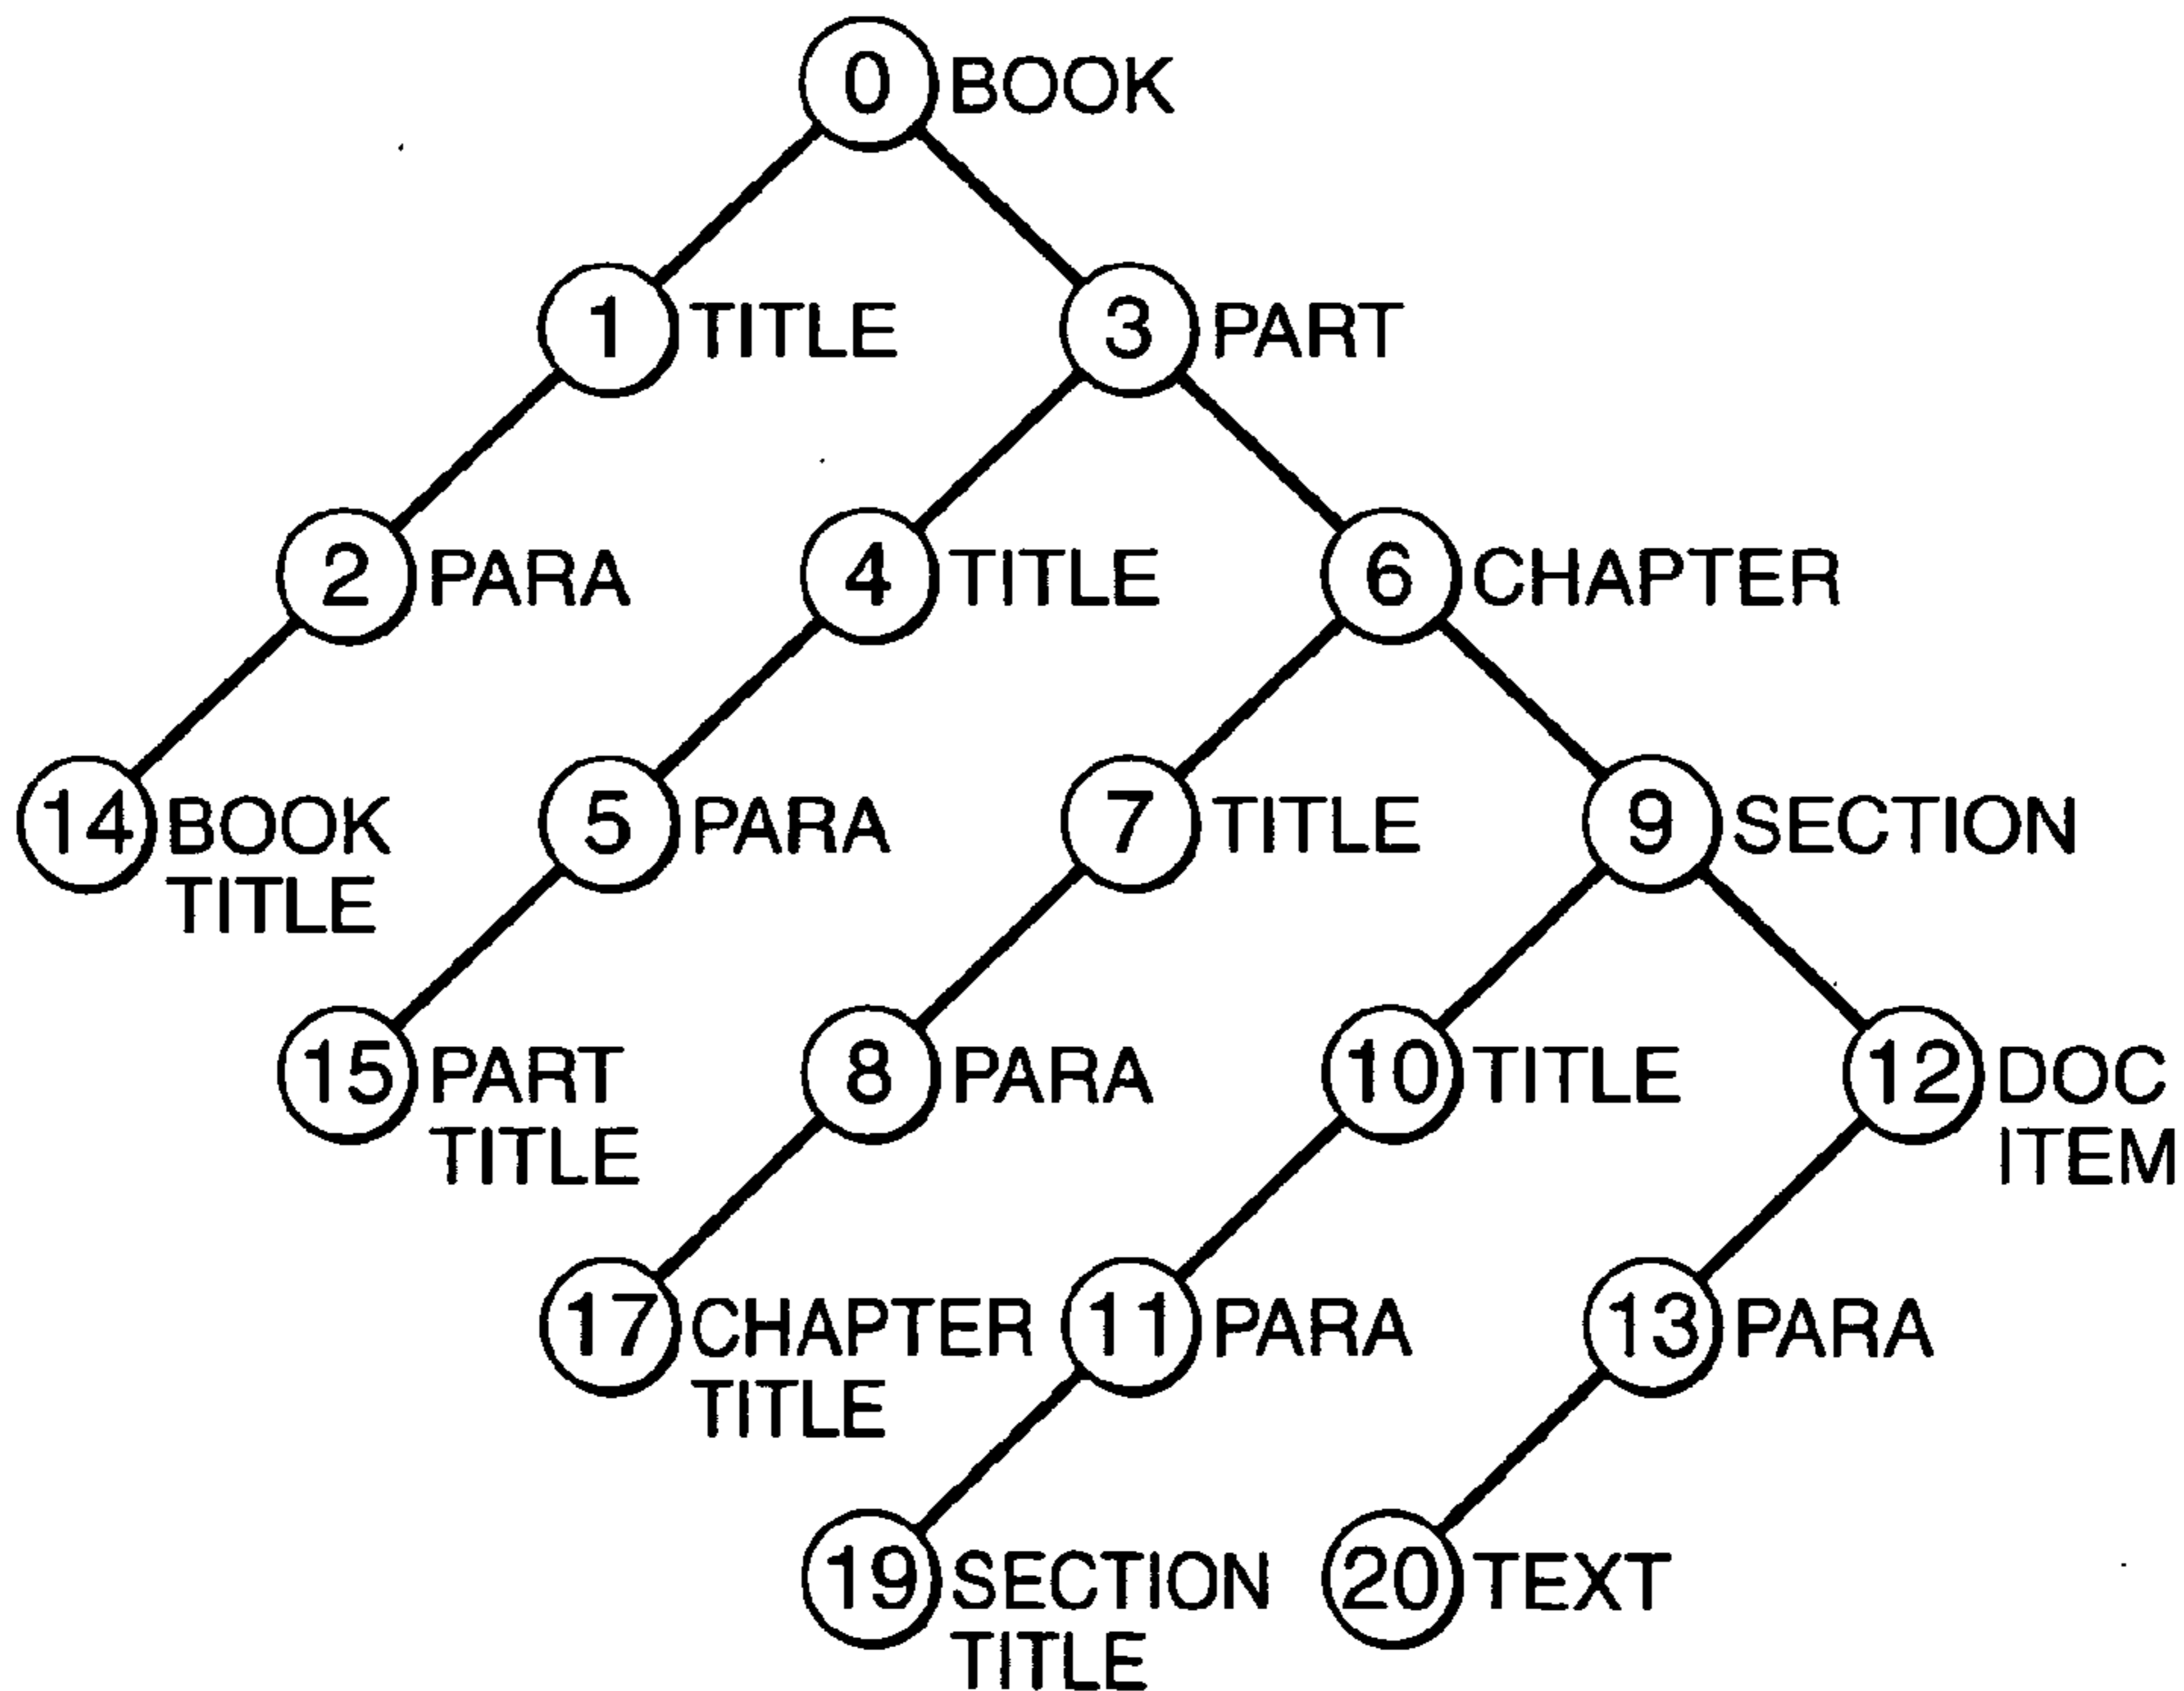 0 BOOK
1 TITLE 3 PART
2 PARA 4 TITLE 6 CHAPTER
14 BOOK 5 PARA 7 TITLE 9 SECTION
TITLE
15 PART 8 PARA 10 TITLE 12 DOC
TITLE ITEM
17 CHAPTER 11 PARA 13 PARA
TITLE
19 SECTION 20 TEXT
TITLE